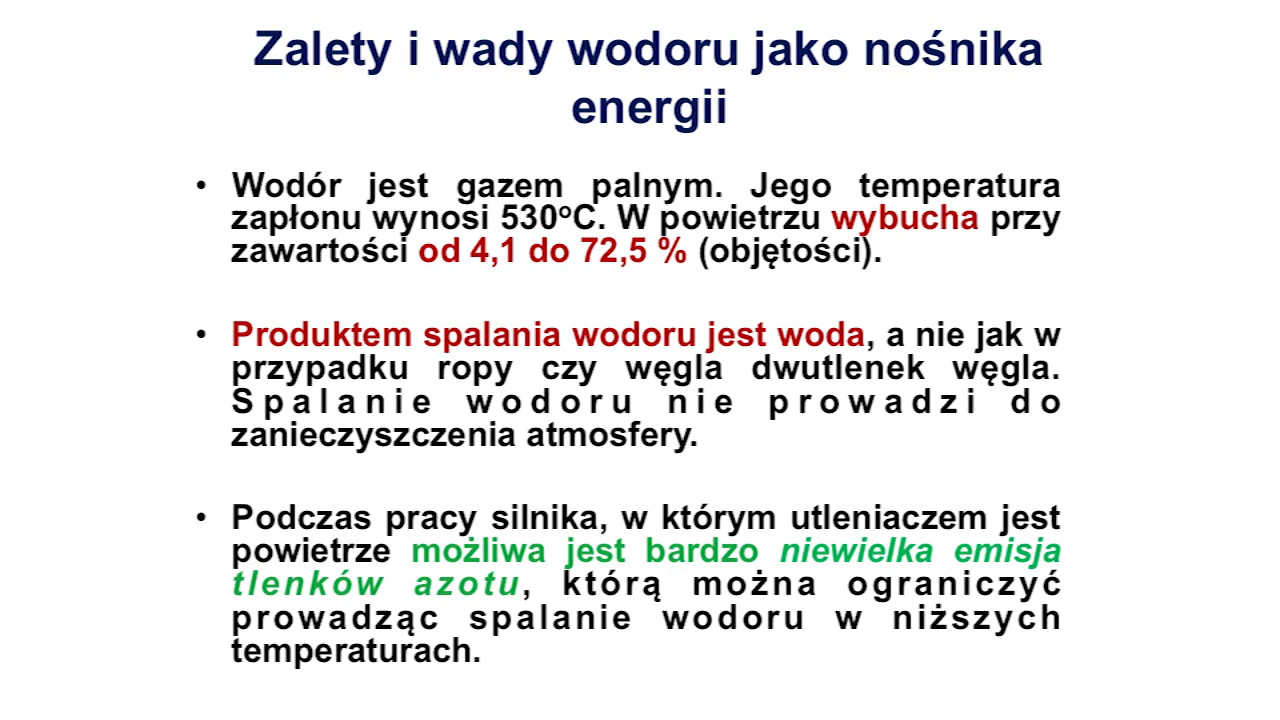 Zalety i wady wodoru jako nośnika
energii
• Wodór jest gazem palnym. Jego temperatura
zapłonu wynosi 530°C. W powietrzu wybucha przy
zawartości od 4,1 do 72,5 % (objętości).
• Produktem spalania wodoru jest woda, a nie jak w
przypadku ropy czy węgla dwutlenek węgla.
Spalanie wodoru nie prowadzi do
zanieczyszczenia atmosfery.
• Podczas pracy silnika, w którym utleniaczem jest
powietrze możliwa jest bardzo niewielka emisja
tlenków azotu, którą można ograniczyć
prowadząc spalanie wodoru w niższych
temperaturach.